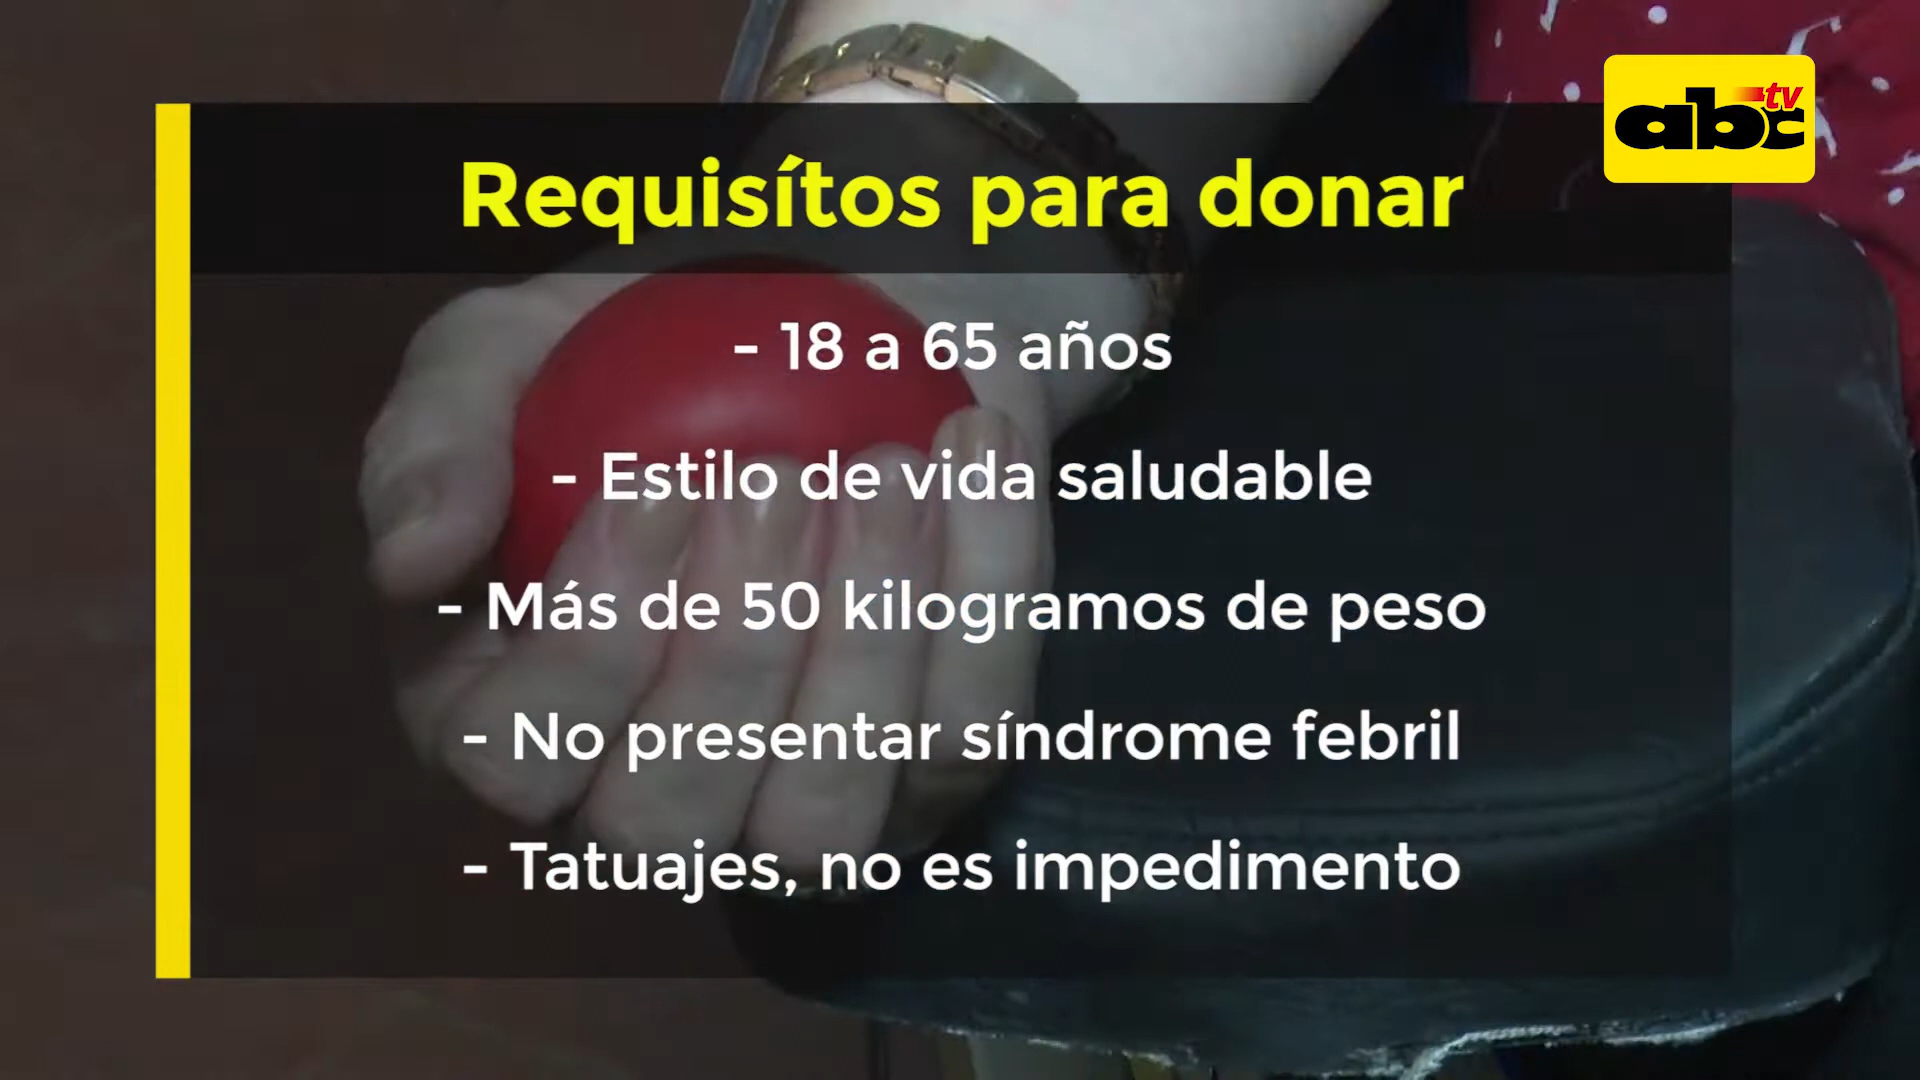 abc tv
Requisítos para donar
- 18 a 65 años
- Estilo de vida saludable
- Más de 50 kilogramos de peso
- No presentar síndrome febril
- Tatuajes, no es impedimento